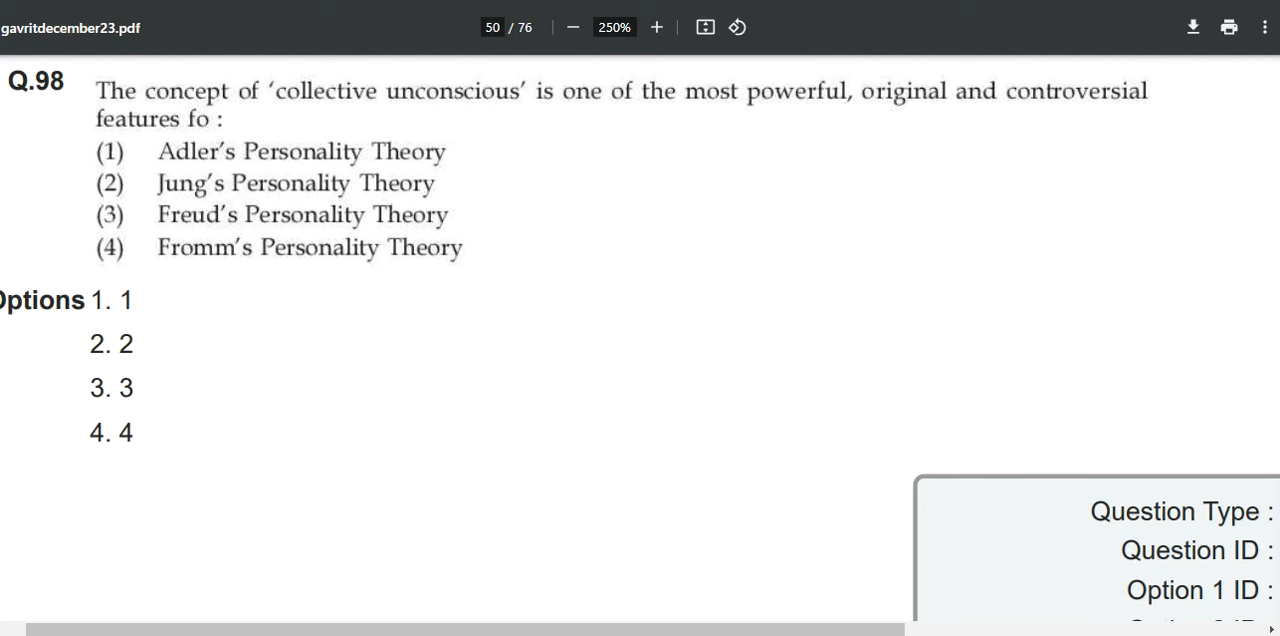 gavritdecember23.pdf 50 / 76 − 250% +
Q.98 The concept of ‘collective unconscious’ is one of the most powerful, original and controversial
features fo :
(1) Adler’s Personality Theory
(2) Jung’s Personality Theory
(3) Freud’s Personality Theory
(4) Fromm’s Personality Theory
Options 1. 1
2. 2
3. 3
4. 4
Question Type :
Question ID :
Option 1 ID :